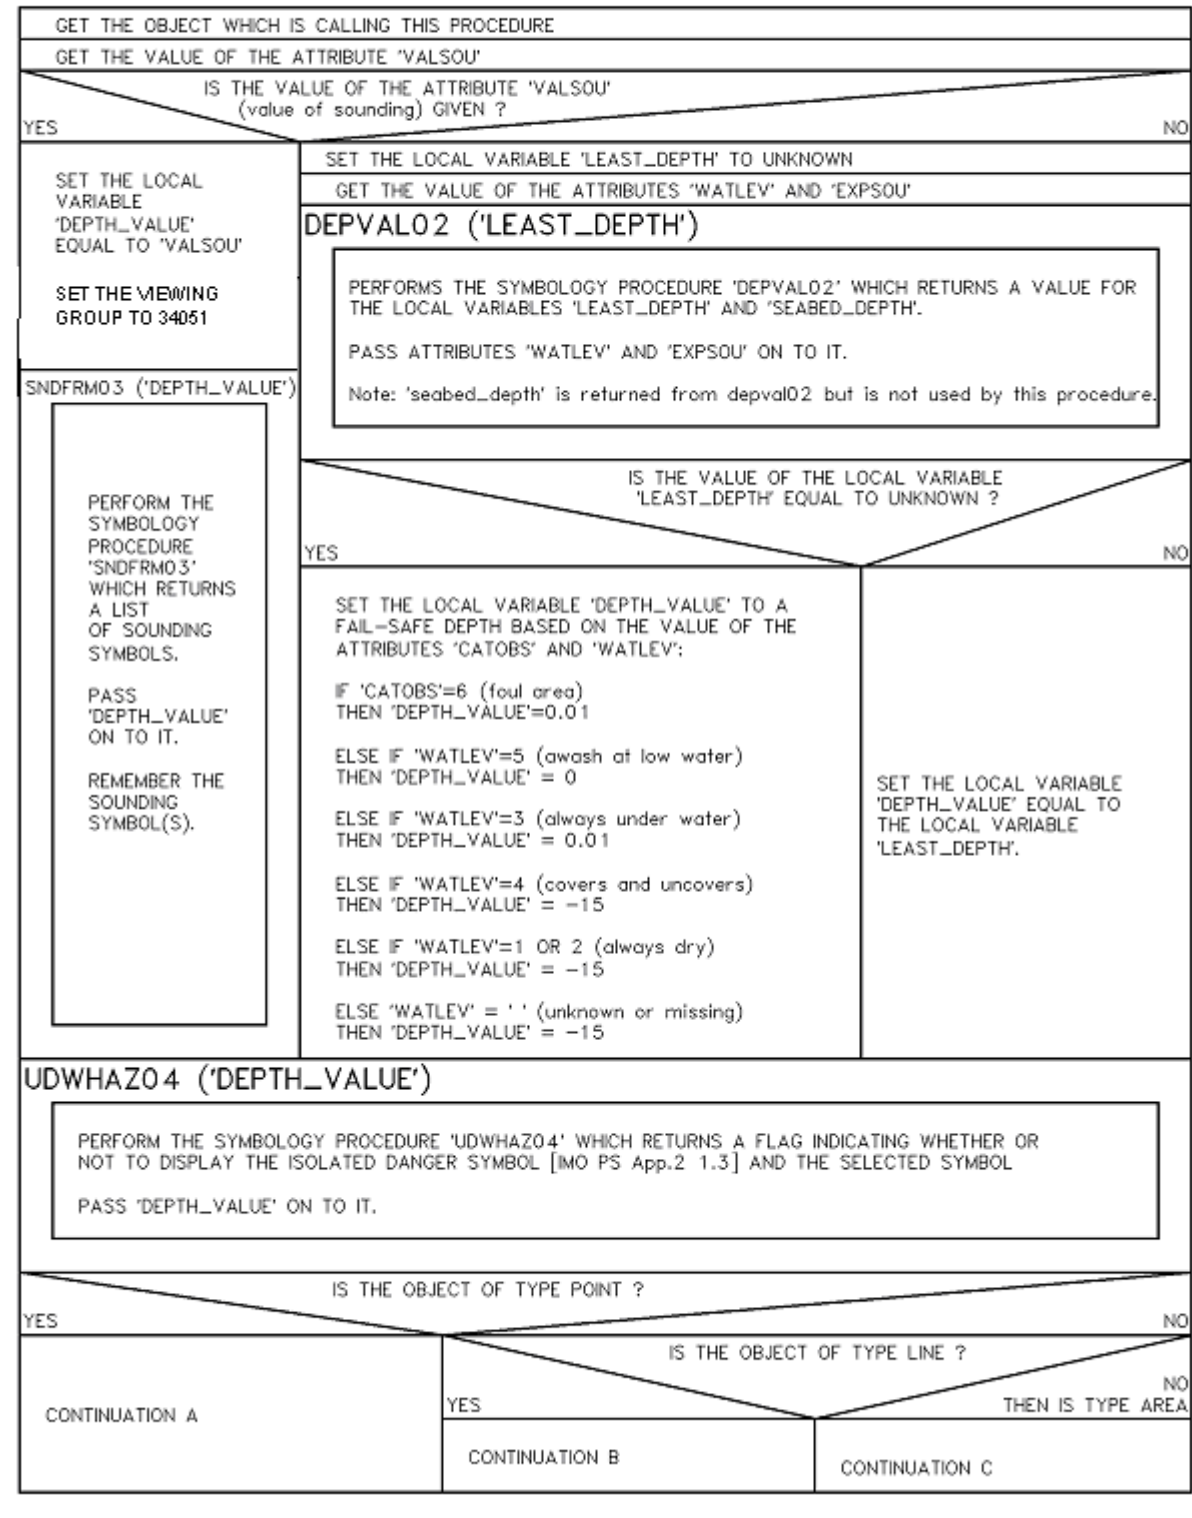 GET THE OBJECT WHICH IS CALLING THIS PROCEDURE
GET THE VALUE OF THE ATTRIBUTE 'VALSOU'
IS THE VALUE OF THE ATTRIBUTE 'VALSOU'
(value of sounding) GIVEN ?
YES
NO
SET THE LOCAL
VARIABLE
'DEPTH_VALUE'
EQUAL TO 'VALSOU'
SET THE VIEWING
GROUP TO 34051
SNDFRM03 ('DEPTH_VALUE')
PERFORM THE
SYMBOLOGY
PROCEDURE
'SNDFRM03'
WHICH RETURNS
A LIST
OF SOUNDING
SYMBOLS.
PASS
'DEPTH_VALUE'
ON TO IT.
REMEMBER THE
SOUNDING
SYMBOL(S).
SET THE LOCAL VARIABLE 'LEAST_DEPTH' TO UNKNOWN
GET THE VALUE OF THE ATTRIBUTES 'WATLEV' AND 'EXPSOU'
DEPVAL02 ('LEAST_DEPTH')
PERFORMS THE SYMBOLOGY PROCEDURE 'DEPVAL02' WHICH RETURNS A VALUE FOR
THE LOCAL VARIABLES 'LEAST_DEPTH' AND 'SEABED_DEPTH'.
PASS ATTRIBUTES 'WATLEV' AND 'EXPSOU' ON TO IT.
Note: 'seabed_depth' is returned from depval02 but is not used by this procedure.
IS THE VALUE OF THE LOCAL VARIABLE
'LEAST_DEPTH' EQUAL TO UNKNOWN ?
YES
NO
SET THE LOCAL VARIABLE 'DEPTH_VALUE' TO A
FAIL-SAFE DEPTH BASED ON THE VALUE OF THE
ATTRIBUTES 'CATOBS' AND 'WATLEV':
IF 'CATOBS'=6 (foul area)
THEN 'DEPTH_VALUE'=0.01
ELSE IF 'WATLEV'=5 (awash at low water)
THEN 'DEPTH_VALUE' = 0
ELSE IF 'WATLEV'=3 (always under water)
THEN 'DEPTH_VALUE' = 0.01
ELSE IF 'WATLEV'=4 (covers and uncovers)
THEN 'DEPTH_VALUE' = -15
ELSE IF 'WATLEV'=1 OR 2 (always dry)
THEN 'DEPTH_VALUE' = -15
ELSE 'WATLEV' = ' ' (unknown or missing)
THEN 'DEPTH_VALUE' = -15
SET THE LOCAL VARIABLE
'DEPTH_VALUE' EQUAL TO
THE LOCAL VARIABLE
'LEAST_DEPTH'.
UDWHAZ04 ('DEPTH_VALUE')
PERFORM THE SYMBOLOGY PROCEDURE 'UDWHAZ04' WHICH RETURNS A FLAG INDICATING WHETHER OR
NOT TO DISPLAY THE ISOLATED DANGER SYMBOL [IMO PS App.2 1.3] AND THE SELECTED SYMBOL
PASS 'DEPTH_VALUE' ON TO IT.
IS THE OBJECT OF TYPE POINT ?
YES
NO
IS THE OBJECT OF TYPE LINE ?
YES
NO
THEN IS TYPE AREA
CONTINUATION A
CONTINUATION B
CONTINUATION C